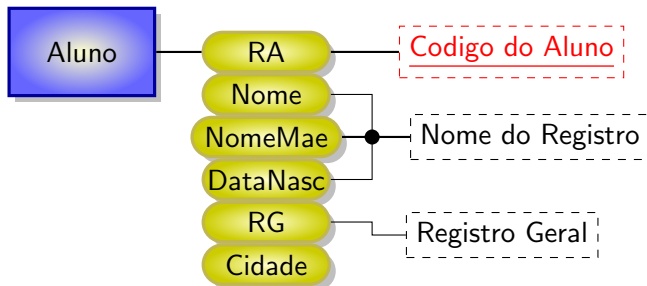 Aluno
RA
Codigo do Aluno
Nome
NomeMae
Nome do Registro
DataNasc
RG
Registro Geral
Cidade